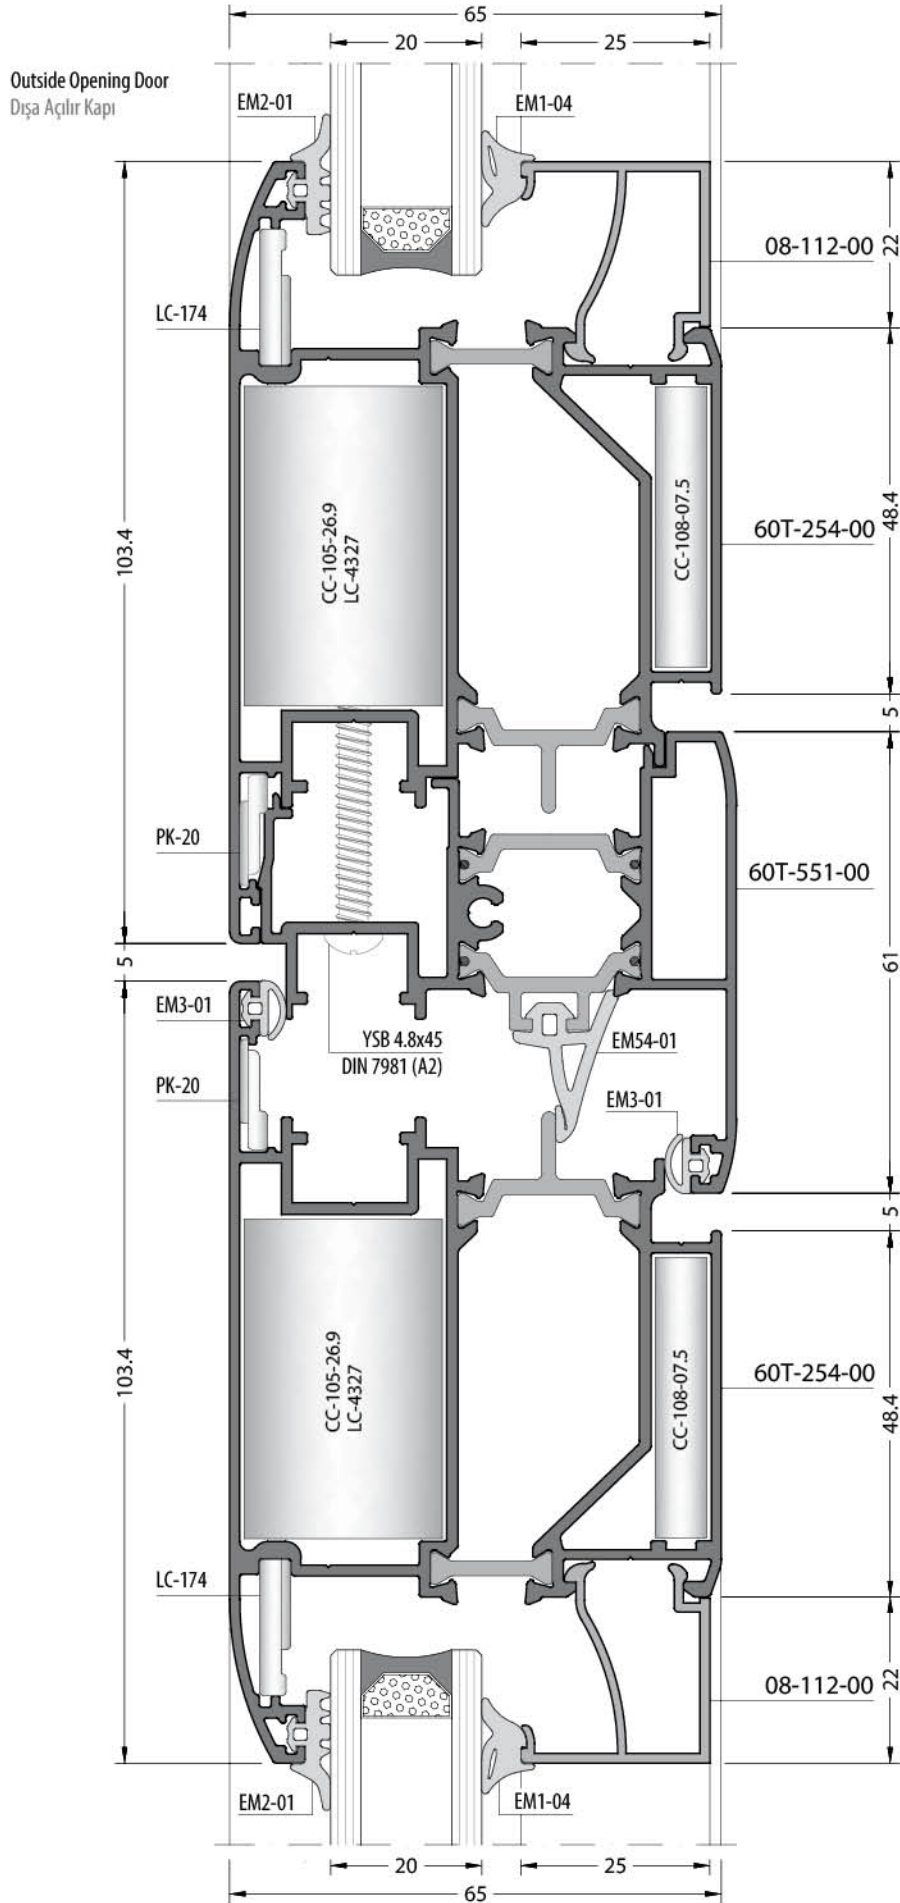 65
20
25
Outside Opening Door
Dışa Açılır Kapı
EM2-01
EM1-04
08-112-00
22
LC-174
CC-105-26.9
LC-4327
CC-108-07.5
60T-254-00
48.4
103.4
5
PK-20
60T-551-00
61
5
EM3-01
YSB 4.8x45
DIN 7981 (A2)
EM54-01
PK-20
EM3-01
5
CC-105-26.9
LC-4327
CC-108-07.5
60T-254-00
48.4
103.4
LC-174
08-112-00
22
EM2-01
EM1-04
20
25
65